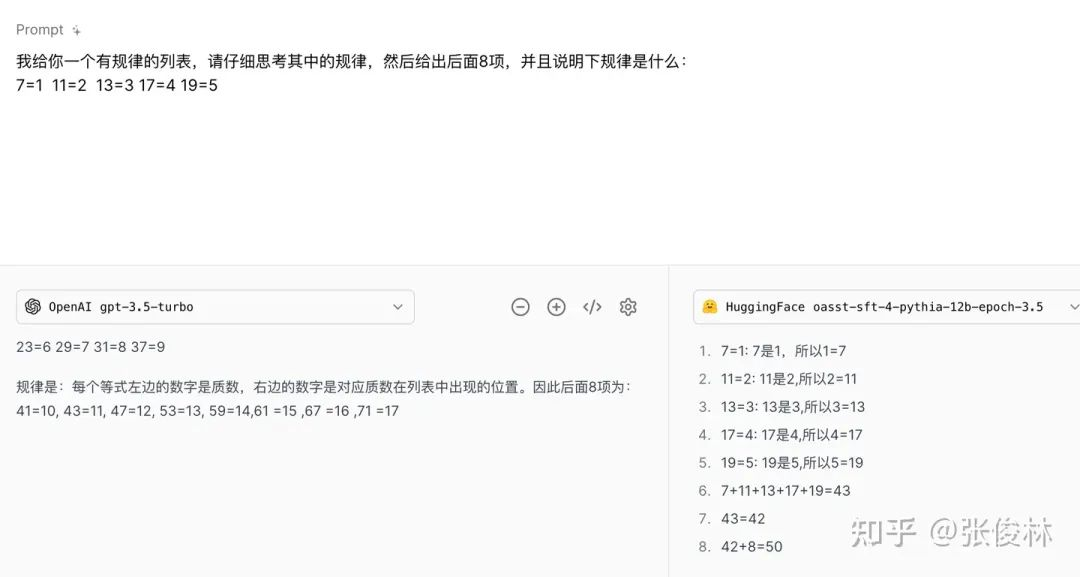 Prompt
我给你一个有规律的列表，请仔细思考其中的规律，然后给出后面8项，并且说明下规律是什么：
7=1 11=2 13=3 17=4 19=5
OpenAI gpt-3.5-turbo
23=6 29=7 31=8 37=9
规律是：每个等式左边的数字是质数，右边的数字是对应质数在列表中出现的位置。因此后面8项为：
41=10, 43=11, 47=12, 53=13, 59=14,61 =15 ,67 =16 ,71 =17
HuggingFace oasst-sft-4-pythia-12b-epoch-3.5
1. 7=1: 7是1，所以1=7
2. 11=2: 11是2,所以2=11
3. 13=3: 13是3,所以3=13
4. 17=4: 17是4,所以4=17
5. 19=5: 19是5,所以5=19
6. 7+11+13+17+19=43
7. 43=42
8. 42+8=50
知乎 @张俊林